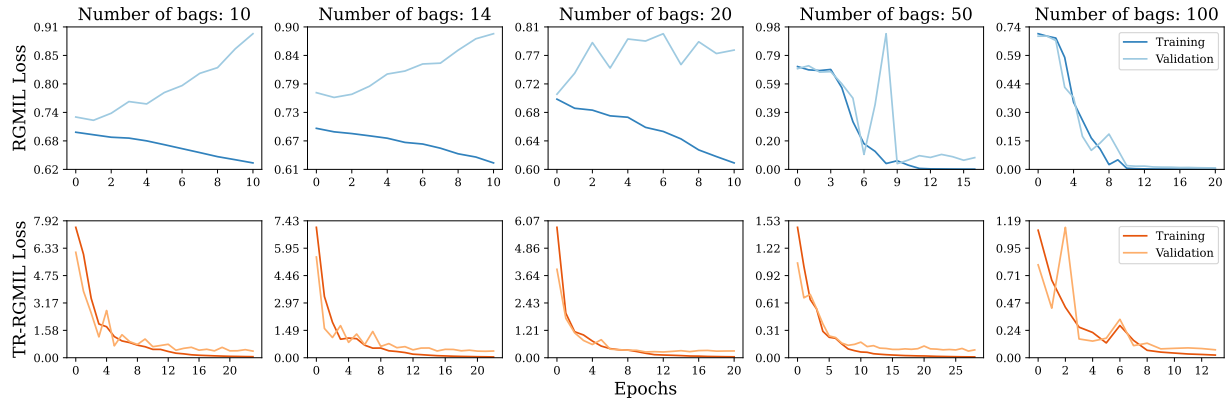 Number of bags: 10
Number of bags: 14
Number of bags: 20
Number of bags: 50
Number of bags: 100
RGMIL Loss
0.91
0.85
0.80
0.74
0.68
0.62
0 2 4 6 8 10
0.90
0.84
0.79
0.73
0.67
0.61
0 2 4 6 8 10
0.81
0.77
0.72
0.68
0.64
0.60
0 2 4 6 8 10
0.98
0.79
0.59
0.39
0.20
0.00
0 3 6 9 12 15
0.74
0.59
0.44
0.30
0.15
0.00
0 4 8 12 16 20
Training
Validation
TR-RGMIL Loss
7.92
6.33
4.75
3.17
1.58
0.00
0 4 8 12 16 20
7.43
5.95
4.46
2.97
1.49
0.00
0 4 8 12 16 20
6.07
4.86
3.64
2.43
1.21
0.00
0 4 8 12 16 20
1.53
1.22
0.92
0.61
0.31
0.00
0 5 10 15 20 25
1.19
0.95
0.71
0.47
0.24
0.00
0 2 4 6 8 10 12
Training
Validation
Epochs